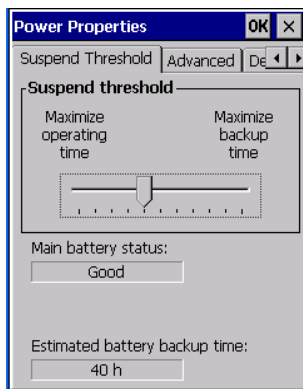 Power Properties OK ×
Suspend Threshold Advanced De
Suspend threshold
Maximize Maximize
operating backup
time time
Main battery status:
Good
Estimated battery backup time:
40 h